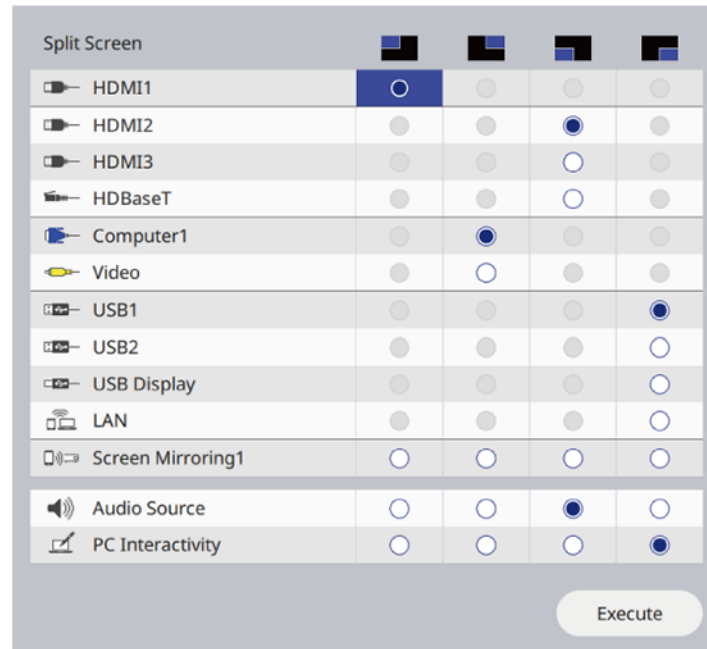 Split Screen
HDMI1
HDMI2
HDMI3
HDBaseT
Computer1
Video
USB1
USB2
USB Display
LAN
Screen Mirroring1
Audio Source
PC Interactivity
Execute